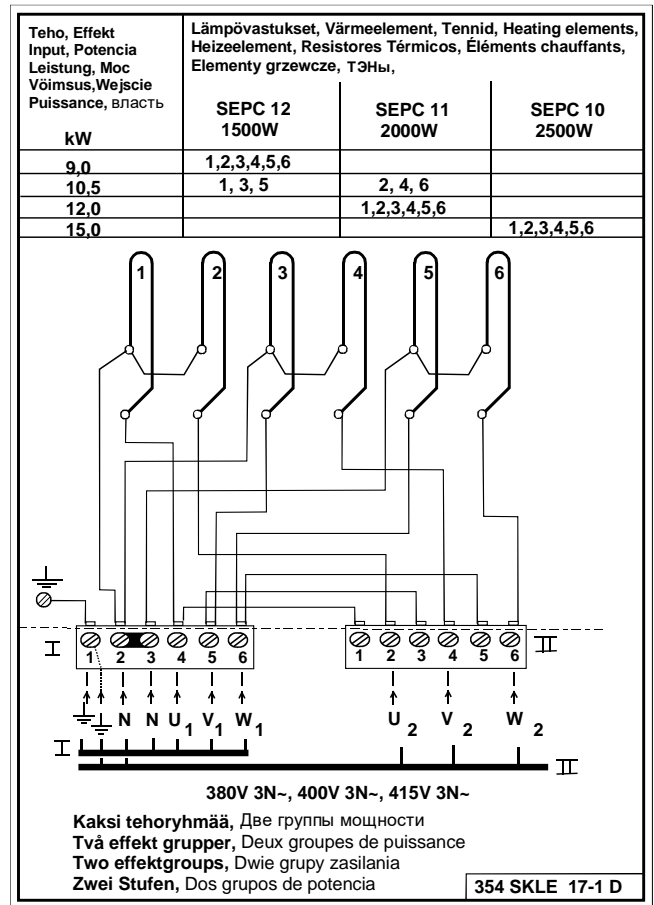 Teho, Effekt
Input, Potencia
Leistung, Moc
Vöimsus,Wejscie
Puissance, власть
kW
Lämpövastukset, Värmeelement, Tennid, Heating elements,
Heizeelement, Resistores Térmicos, Éléments chauffants,
Elementy grzewcze, ТЭНы,
SEPC 12 SEPC 11 SEPC 10
1500W 2000W 2500W
9,0 1,2,3,4,5,6
10,5 1, 3, 5 2, 4, 6
12,0 1,2,3,4,5,6
15,0 1,2,3,4,5,6
1 2 3 4 5 6
I 1 2 3 4 5 6 1 2 3 4 5 6 II
N N U1 V1 W1 U2 V2 W2
I
II
380V 3N~, 400V 3N~, 415V 3N~
Kaksi tehoryhmää, Две группы мощности
Två effekt grupper, Deux groupes de puissance
Two effektgroups, Dwie grupy zasilania
Zwei Stufen, Dos grupos de potencia
354 SKLE 17-1 D